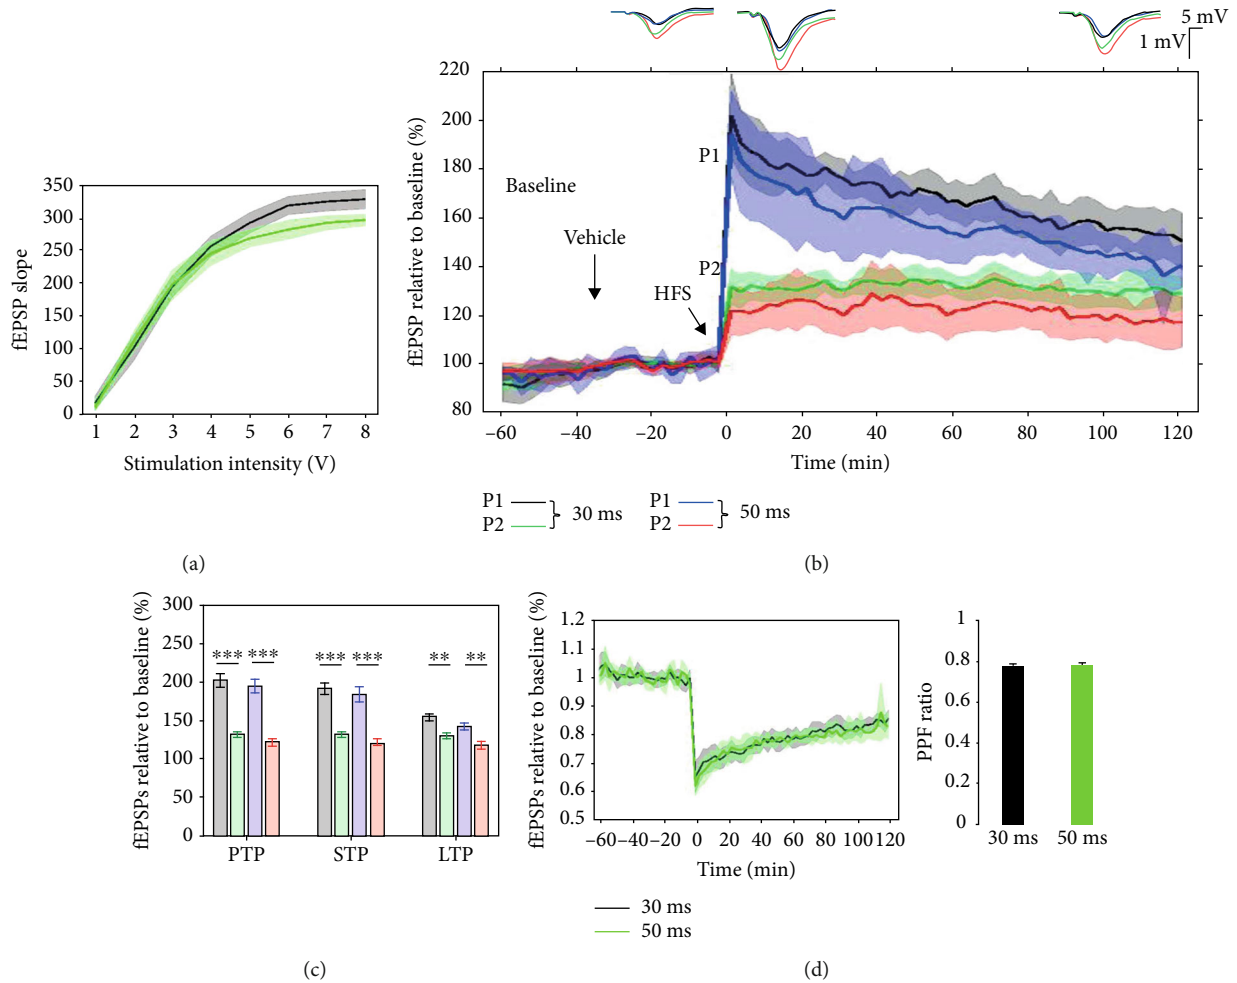 5 mV
1 mV
220
200
180
160
140
120
100
80
fEPSP relative to baseline (%)
Baseline
Vehicle
HFS
P1
P2
−60
−40
−20
0
20
40
60
80
100
120
Time (min)
P1
P2
30 ms
P1
P2
50 ms
350
300
250
200
150
100
50
0
fEPSP slope
1 2 3 4 5 6 7 8
Stimulation intensity (V)
(a)
(b)
300
250
200
150
100
50
0
fEPSPs relative to baseline (%)
*** *** *** *** ** **
PTP STP LTP
1.2
1.1
1.0
0.9
0.8
0.7
0.6
0.5
fEPSPs relative to baseline (%)
−60−40−20 0 20 40 60 80 100 120
Time (min)
1
0.8
0.6
0.4
0.2
0
PPF ratio
30 ms 50 ms
30 ms
50 ms
(c)
(d)